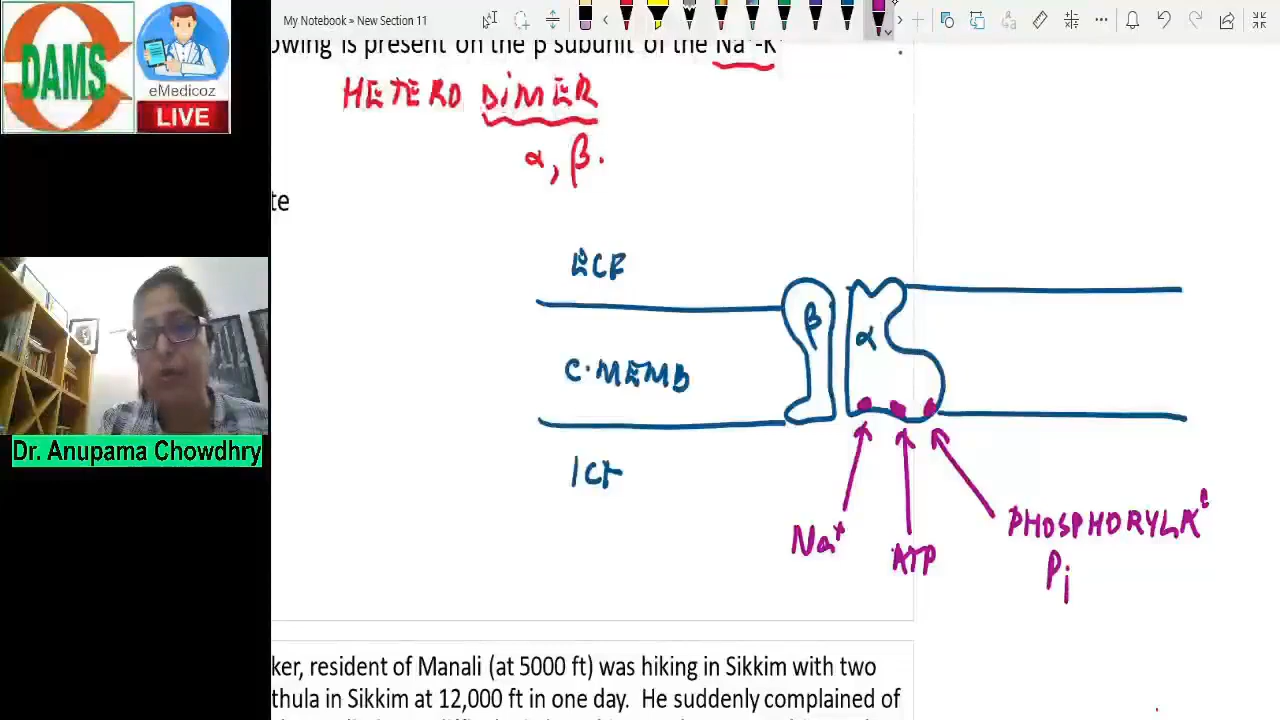 My Notebook > New Section 11
DAMS
eMedicoz
LIVE
owing is present on the β subunit of the Na⁺-K⁺
HETERO DIMER
α, β.
te
ECF
β
α
C·MEMB
ICF
Na⁺
ATP
PHOSPHORYLAⁿ
Pi
Dr. Anupama Chowdhry
ker, resident of Manali (at 5000 ft) was hiking in Sikkim with two
thula in Sikkim at 12,000 ft in one day. He suddenly complained of